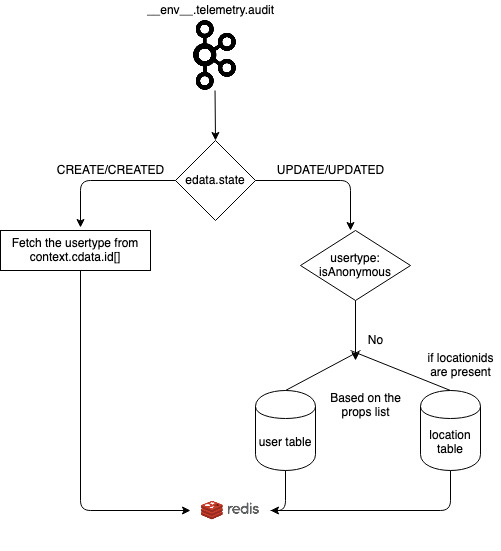 __env__.telemetry.audit
edata.state
CREATE/CREATED
UPDATE/UPDATED
Fetch the usertype from
context.cdata.id[]
usertype:
isAnonymous
No
if locationids
are present
Based on the
props list
user table
location
table
redis